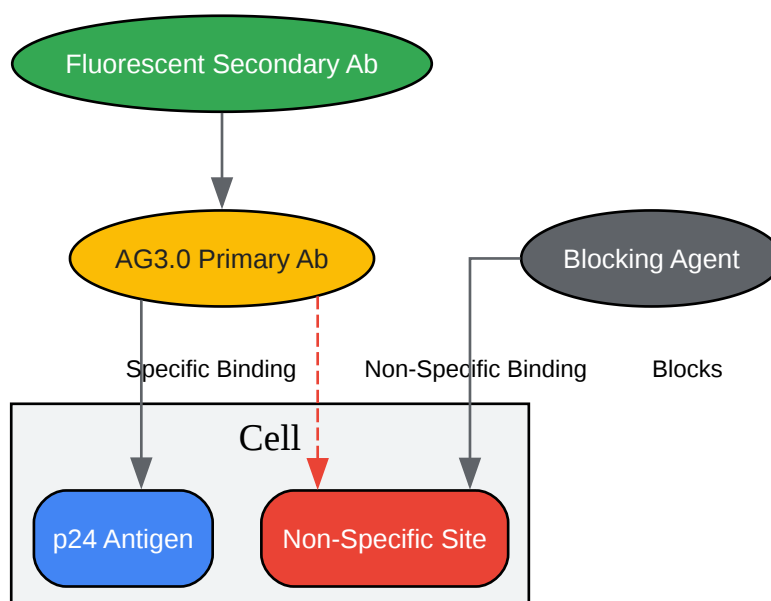 Fluorescent Secondary Ab
AG3.0 Primary Ab
Blocking Agent
Specific Binding
Non-Specific Binding
Blocks
Cell
p24 Antigen
Non-Specific Site